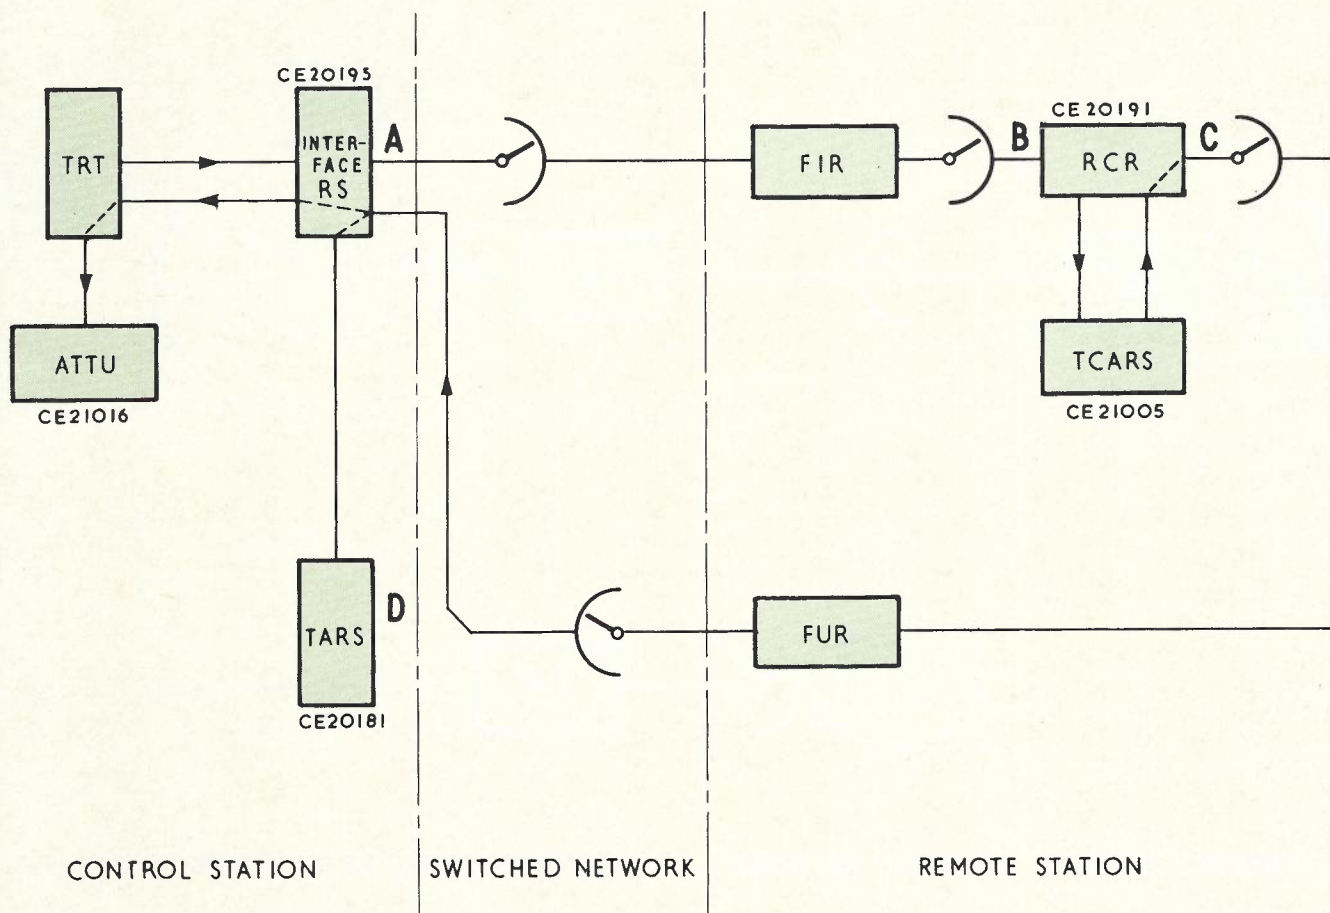 CE20195
TRT
INTER-
FACE
RS
A
FIR
B
CE20191
RCR
C
ATTU
CE21016
TCARS
CE21005
TARS
D
CE20181
FUR
CONTROL STATION
SWITCHED NETWORK
REMOTE STATION